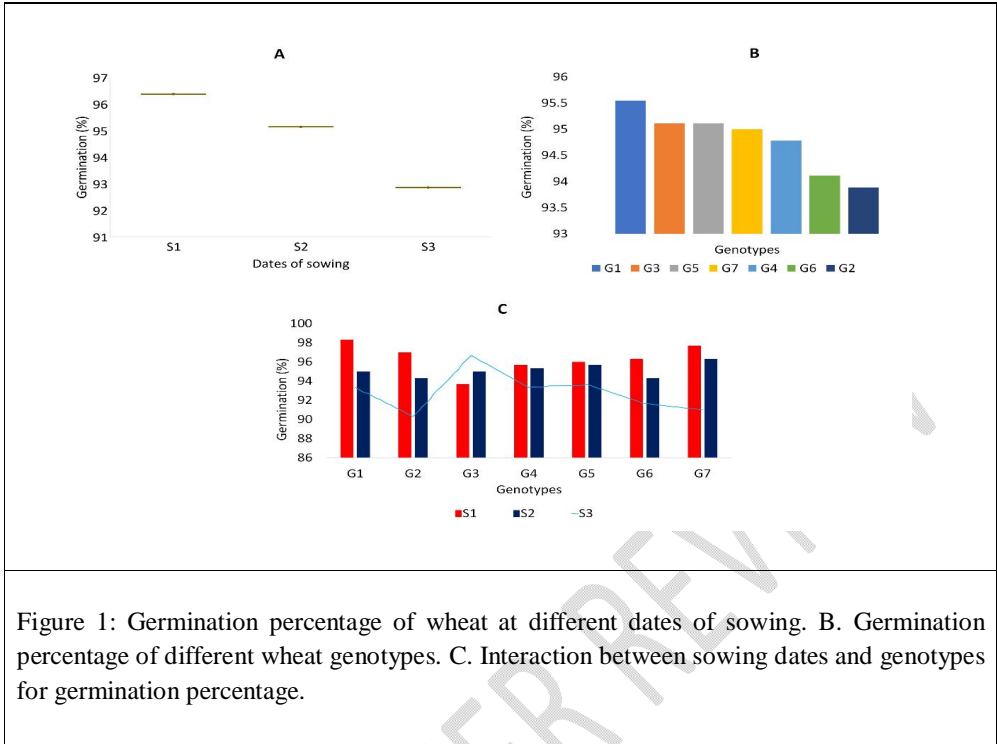 A
97
96
95
94
93
92
91
Germination (%)
S1 S2 S3
Dates of sowing
B
96
95.5
95
94.5
94
93.5
93
Germination (%)
Genotypes
G1 G3 G5 G7 G4 G6 G2
C
100
98
96
94
92
90
88
86
Germination (%)
G1 G2 G3 G4 G5 G6 G7
Genotypes
S1 S2 S3
Figure 1: Germination percentage of wheat at different dates of sowing. B. Germination
percentage of different wheat genotypes. C. Interaction between sowing dates and genotypes
for germination percentage.